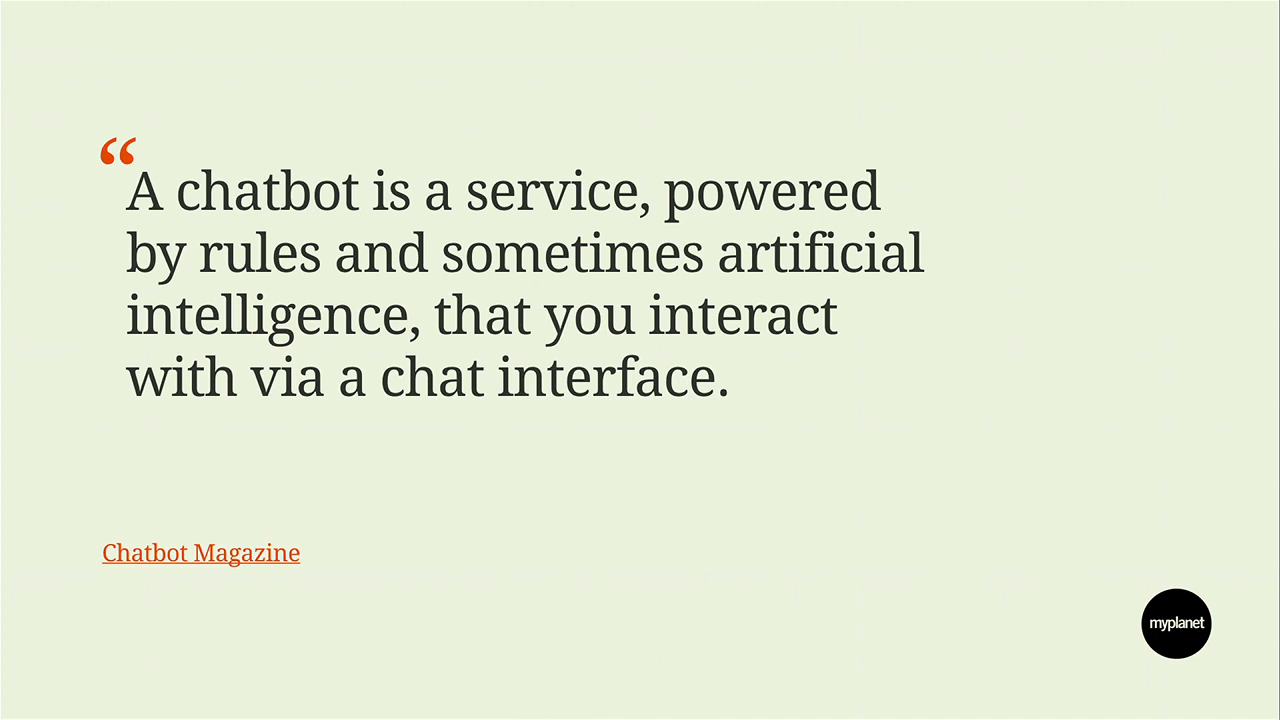 “
A chatbot is a service, powered
by rules and sometimes artificial
intelligence, that you interact
with via a chat interface.
Chatbot Magazine
myplanet